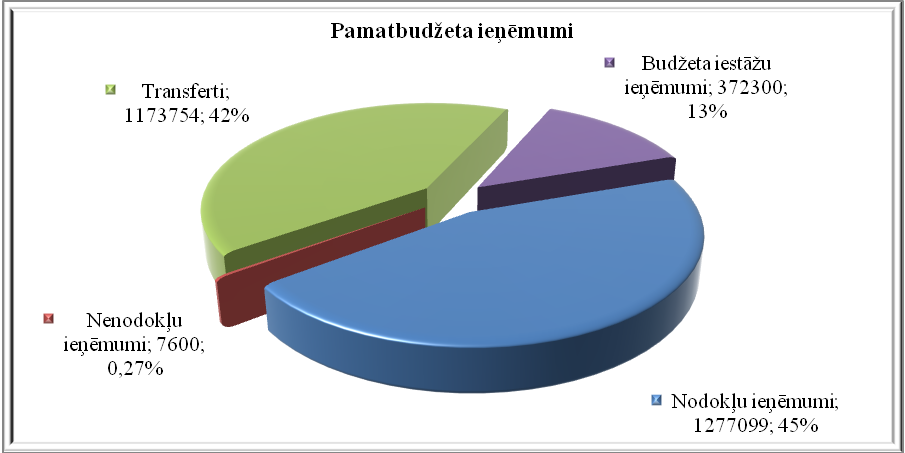 Pamatbudžeta ieņēmumi
Transferti;
1173754; 42%
Budžeta iestāžu
ieņēmumi; 372300;
13%
Nenodokļu
ieņēmumi; 7600;
0,27%
Nodokļu ieņēmumi;
1277099; 45%